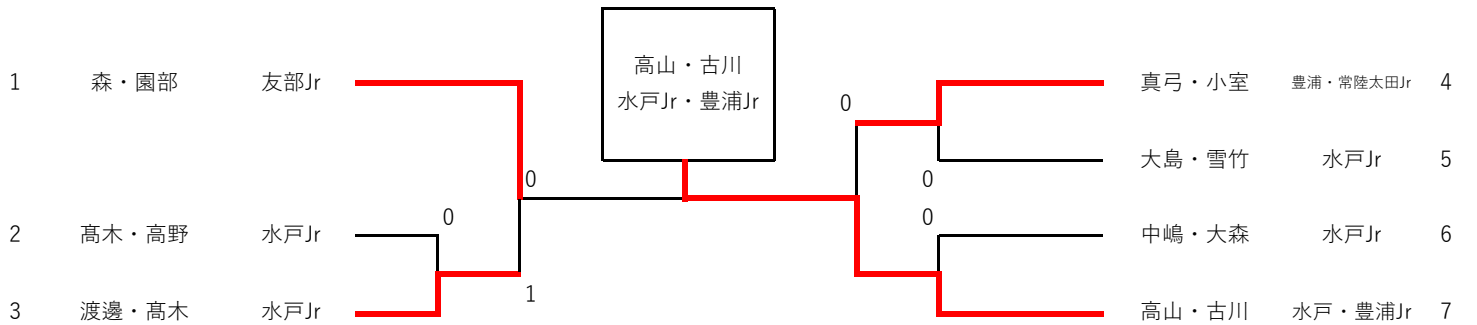 高山・古川
水戸Jr・豊浦Jr
1 森・園部 友部Jr
0
真弓・小室 豊浦・常陸太田Jr 4
大島・雪竹 水戸Jr 5
0
0
2 髙木・高野 水戸Jr
0
0
中嶋・大森 水戸Jr 6
1
3 渡邊・髙木 水戸Jr
高山・古川 水戸・豊浦Jr 7